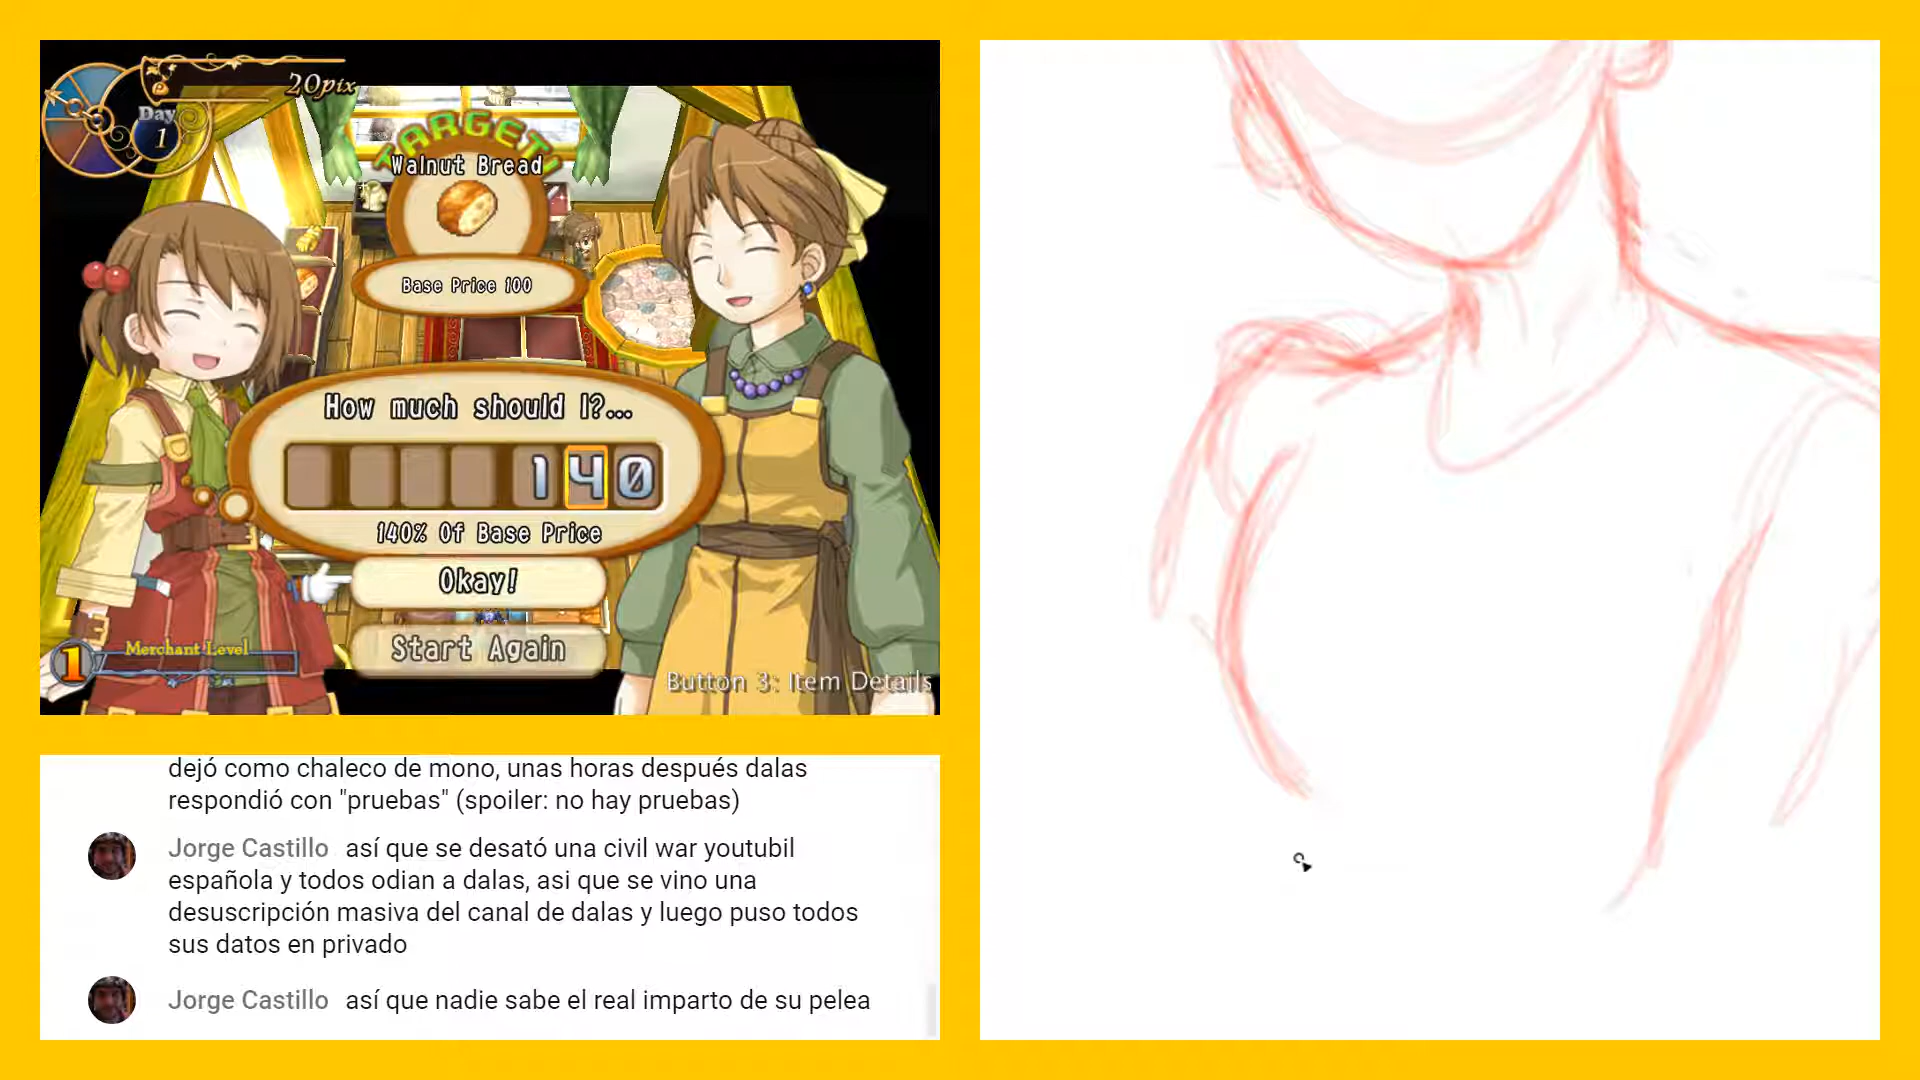 20pix
Day
1
TARGET!
Walnut Bread
Base Price 100
How much should I?...
140
140% Of Base Price
Okay!
Start Again
Merchant Level
1
Button 3: Item Details
dejó como chaleco de mono, unas horas después dalas
respondió con "pruebas" (spoiler: no hay pruebas)
Jorge Castillo así que se desató una civil war youtubil
española y todos odian a dalas, asi que se vino una
desuscripción masiva del canal de dalas y luego puso todos
sus datos en privado
Jorge Castillo así que nadie sabe el real imparto de su pelea